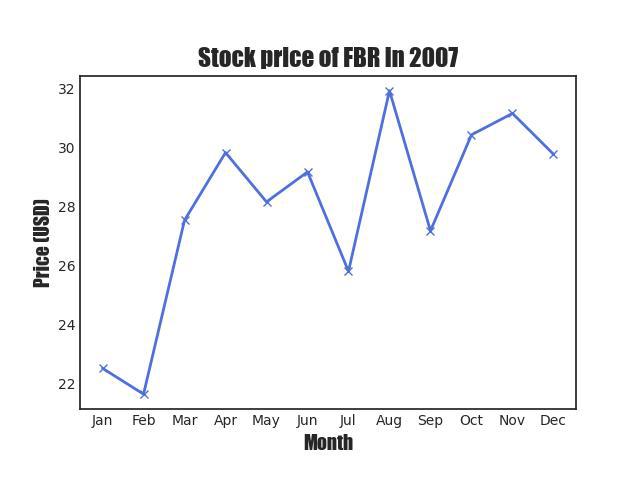 Stock price of FBR in 2007
32
30
28
26
24
22
Price (USD)
Jan Feb Mar Apr May Jun Jul Aug Sep Oct Nov Dec
Month